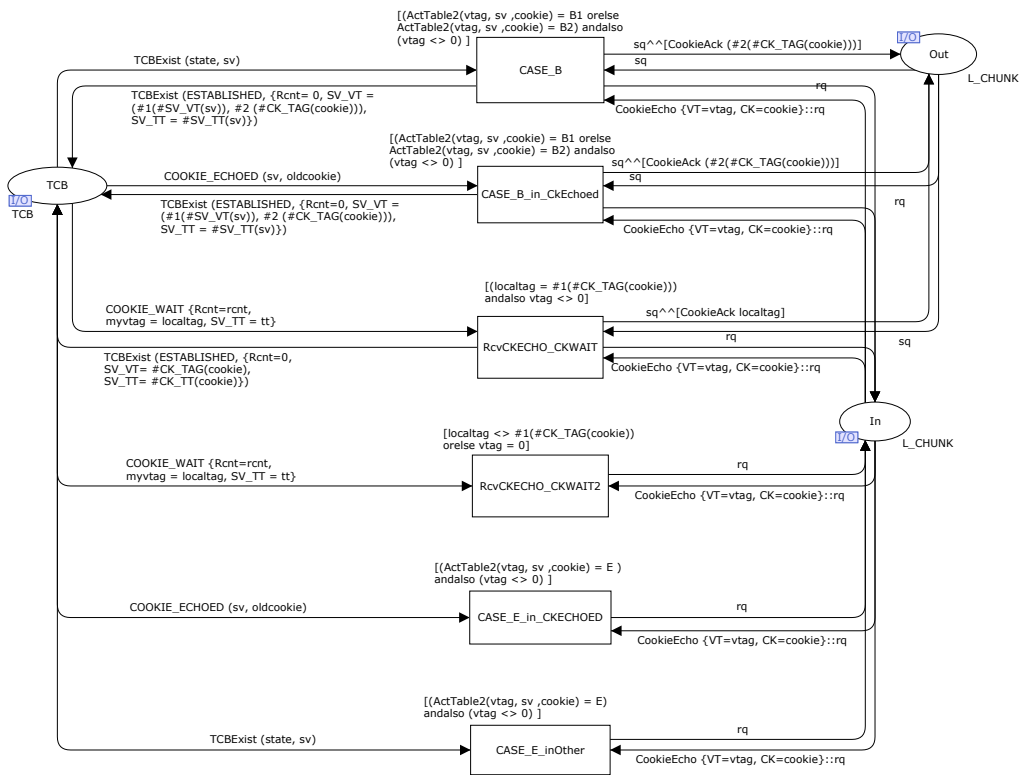 [(ActTable2(vtag, sv ,cookie) = B1 orelse
ActTable2(vtag, sv ,cookie) = B2) andalso
(vtag <> 0) ]
I/O
Out
L_CHUNK
sq^^[CookieAck (#2(#CK_TAG(cookie)))]
sq
TCBExist (state, sv)
CASE_B
TCBExist (ESTABLISHED, {Rcnt= 0, SV_VT =
(#1(#SV_VT(sv)), #2 (#CK_TAG(cookie))),
SV_TT = #SV_TT(sv)})
rq
CookieEcho {VT=vtag, CK=cookie}::rq
[(ActTable2(vtag, sv ,cookie) = B1 orelse
ActTable2(vtag, sv ,cookie) = B2) andalso
(vtag <> 0) ]
sq^^[CookieAck (#2(#CK_TAG(cookie)))]
sq
COOKIE_ECHOED (sv, oldcookie)
TCB
I/O
TCB
CASE_B_in_CkEchoed
TCBExist (ESTABLISHED, {Rcnt=0, SV_VT =
(#1(#SV_VT(sv)), #2 (#CK_TAG(cookie))),
SV_TT = #SV_TT(sv)})
rq
CookieEcho {VT=vtag, CK=cookie}::rq
[(localtag = #1(#CK_TAG(cookie)))
andalso vtag <> 0]
COOKIE_WAIT {Rcnt=rcnt,
myvtag = localtag, SV_TT = tt}
sq^^[CookieAck localtag]
sq
RcvCKECHO_CKWAIT
rq
TCBExist (ESTABLISHED, {Rcnt=0,
SV_VT= #CK_TAG(cookie),
SV_TT= #CK_TT(cookie)})
CookieEcho {VT=vtag, CK=cookie}::rq
In
I/O
L_CHUNK
[localtag <> #1(#CK_TAG(cookie))
orelse vtag = 0]
COOKIE_WAIT {Rcnt=rcnt,
myvtag = localtag, SV_TT = tt}
rq
RcvCKECHO_CKWAIT2
CookieEcho {VT=vtag, CK=cookie}::rq
[(ActTable2(vtag, sv ,cookie) = E )
andalso (vtag <> 0) ]
COOKIE_ECHOED (sv, oldcookie)
CASE_E_in_CKECHOED
rq
CookieEcho {VT=vtag, CK=cookie}::rq
[(ActTable2(vtag, sv ,cookie) = E)
andalso (vtag <> 0) ]
TCBExist (state, sv)
CASE_E_inOther
rq
CookieEcho {VT=vtag, CK=cookie}::rq